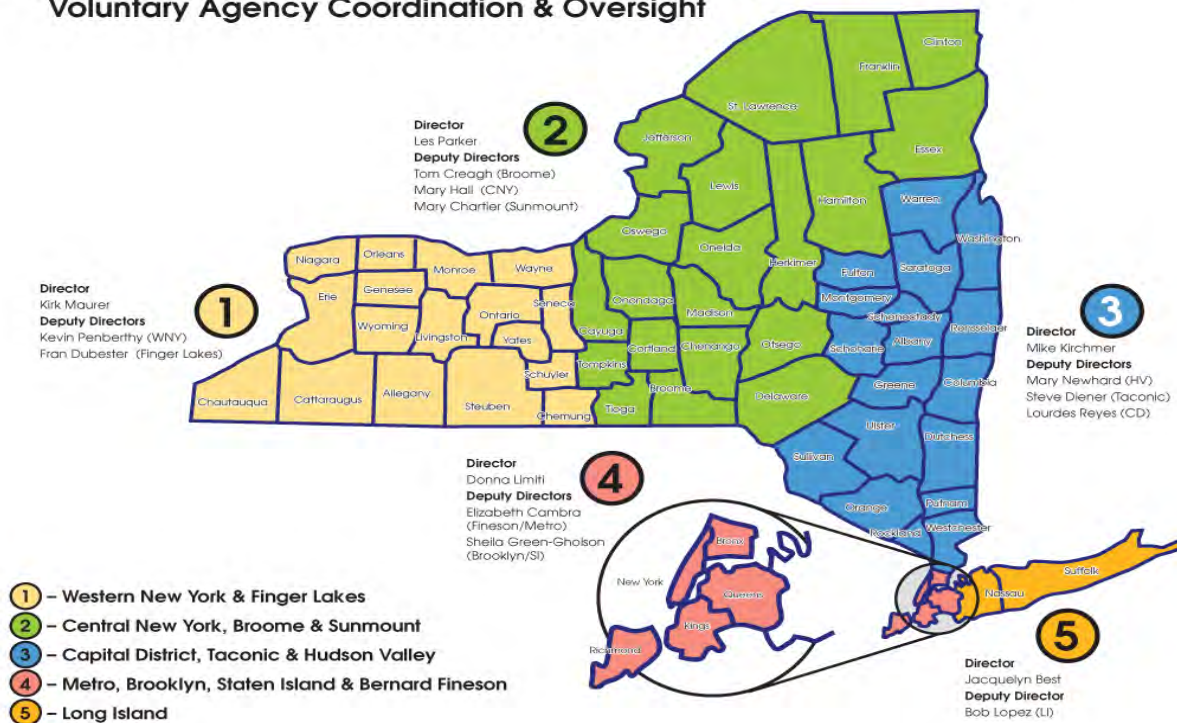 Voluntary Agency Coordination & Oversight
Clinton
Franklin
St. Lawrence
Jefferson
Essex
Lewis
Hamilton
Warren
Washington
Oswego
Oneida
Herkimer
Fulton
Saratoga
Montgomery
Schenectady
Rensselaer
Albany
Schoharie
Onondaga
Madison
Cayuga
Cortland
Chenango
Otsego
Tompkins
Broome
Tioga
Delaware
Greene
Columbia
Ulster
Dutchess
Sullivan
Putnam
Orange
Rockland
Westchester
Niagara
Orleans
Monroe
Wayne
Erie
Genesee
Seneca
Ontario
Wyoming
Livingston
Yates
Schuyler
Chautauqua
Cattaraugus
Allegany
Steuben
Chemung
2
Director
Les Parker
Deputy Directors
Tom Creagh (Broome)
Mary Hall (CNY)
Mary Chartier (Sunmount)
1
Director
Kirk Maurer
Deputy Directors
Kevin Penberthy (WNY)
Fran Dubester (Finger Lakes)
3
Director
Mike Kirchmer
Deputy Directors
Mary Newhard (HV)
Steve Diener (Taconic)
Lourdes Reyes (CD)
4
Director
Donna Limiti
Deputy Directors
Elizabeth Cambra
(Fineson/Metro)
Sheila Green-Gholson
(Brooklyn/SI)
Bronx
New York
Queens
Kings
Richmond
Suffolk
Nassau
5
Director
Jacquelyn Best
Deputy Director
Bob Lopez (LI)
1 – Western New York & Finger Lakes
2 – Central New York, Broome & Sunmount
3 – Capital District, Taconic & Hudson Valley
4 – Metro, Brooklyn, Staten Island & Bernard Fineson
5 – Long Island